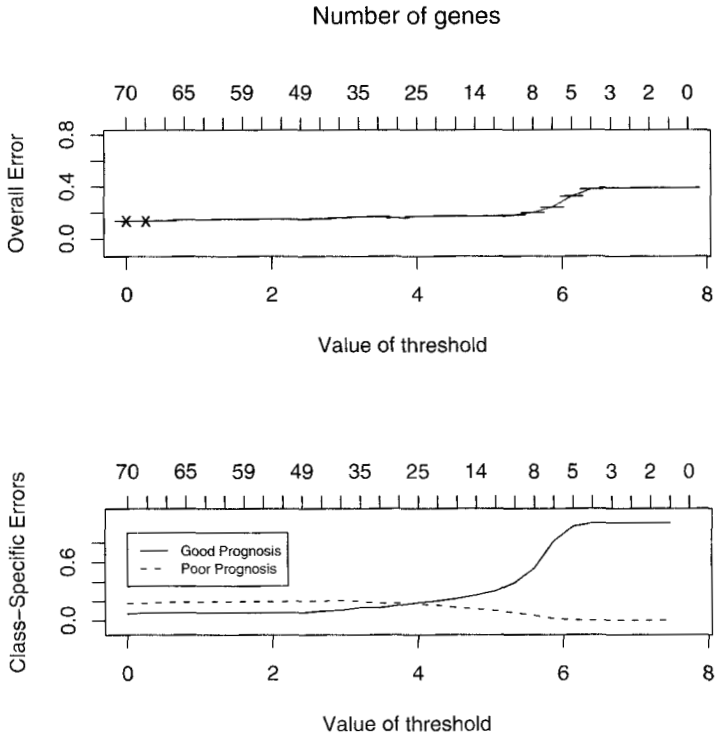 Number of genes
70 65 59 49 35 25 14 8 5 3 2 0
Overall Error
0.8
0.4
0.0
X X
0 2 4 6 8
Value of threshold
70 65 59 49 35 25 14 8 5 3 2 0
Class-Specific Errors
0.6
0.0
Good Prognosis
Poor Prognosis
0 2 4 6 8
Value of threshold